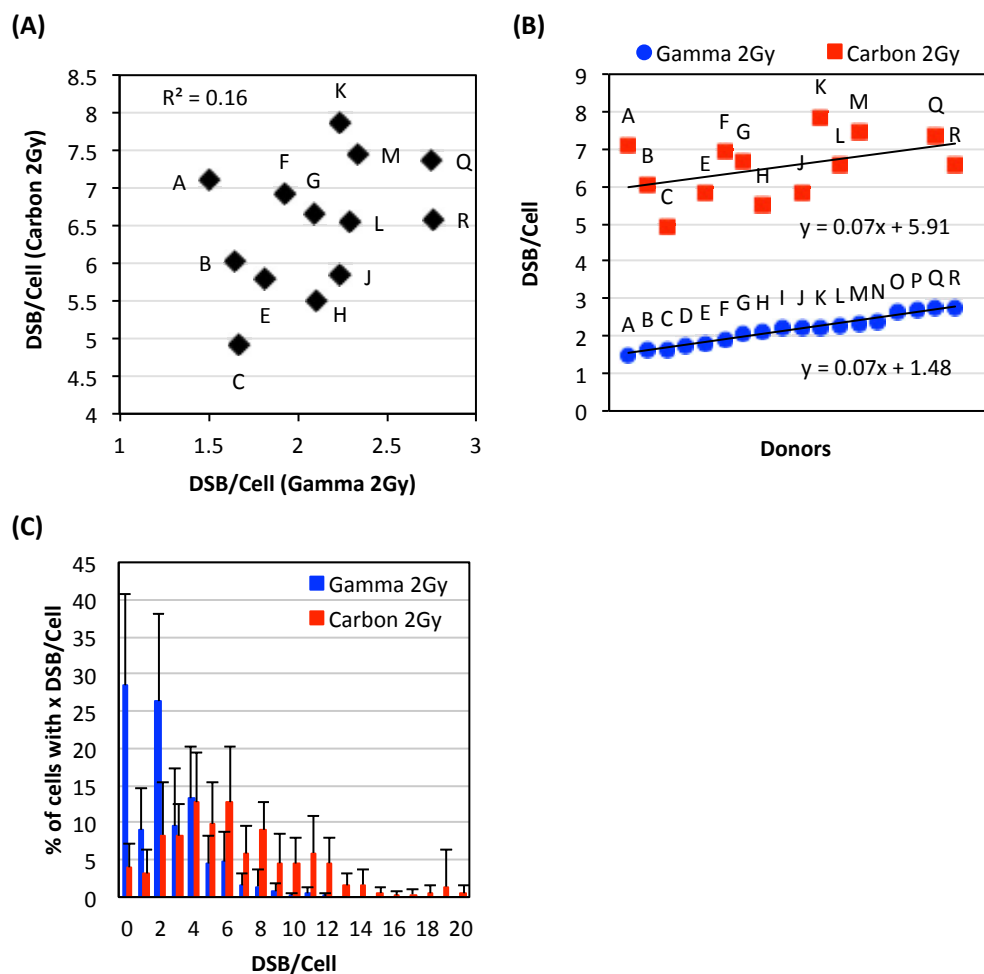 (A)
R² = 0.16
DSB/Cell (Carbon 2Gy)
8.5
8
7.5
7
6.5
6
5.5
5
4.5
4
K
M
Q
F
G
A
L
R
B
E
J
H
C
1 1.5 2 2.5 3
DSB/Cell (Gamma 2Gy)
(B)
Gamma 2Gy Carbon 2Gy
DSB/Cell
9
8
7
6
5
4
3
2
1
0
A B C E F G H J K L M Q R
y = 0.07x + 5.91
A B C D E F G H I J K L M N O P Q R
y = 0.07x + 1.48
Donors
(C)
Gamma 2Gy
Carbon 2Gy
% of cells with x DSB/Cell
45
40
35
30
25
20
15
10
5
0
0 2 4 6 8 10 12 14 16 18 20
DSB/Cell